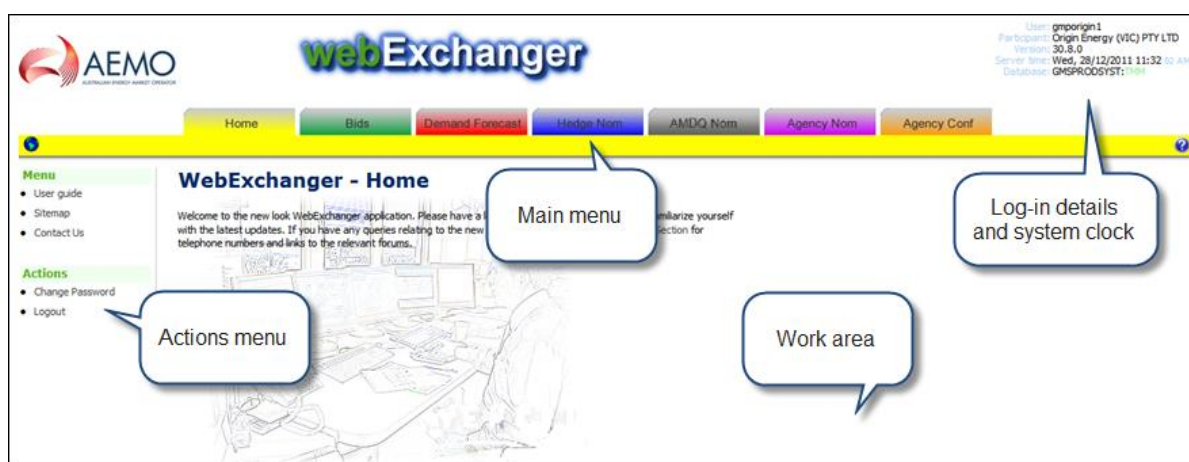 AEMO
AUSTRALIAN ENERGY MARKET OPERATOR
webExchanger
User: gmporigin1
Participant: Origin Energy (VIC) PTY LTD
Version: 30.8.0
Server time: Wed, 28/12/2011 11:32
Database: GMSPRODSYST:
Home
Bids
Demand Forecast
Hedge Nom
AMDQ Nom
Agency Nom
Agency Conf
Menu
User guide
Sitemap
Contact Us
Actions
Change Password
Logout
WebExchanger - Home
Welcome to the new look WebExchanger application. Please have a
with the latest updates. If you have any queries relating to the new Section for
telephone numbers and links to the relevant forums.
yourself
Main menu
Log-in details
and system clock
Actions menu
Work area